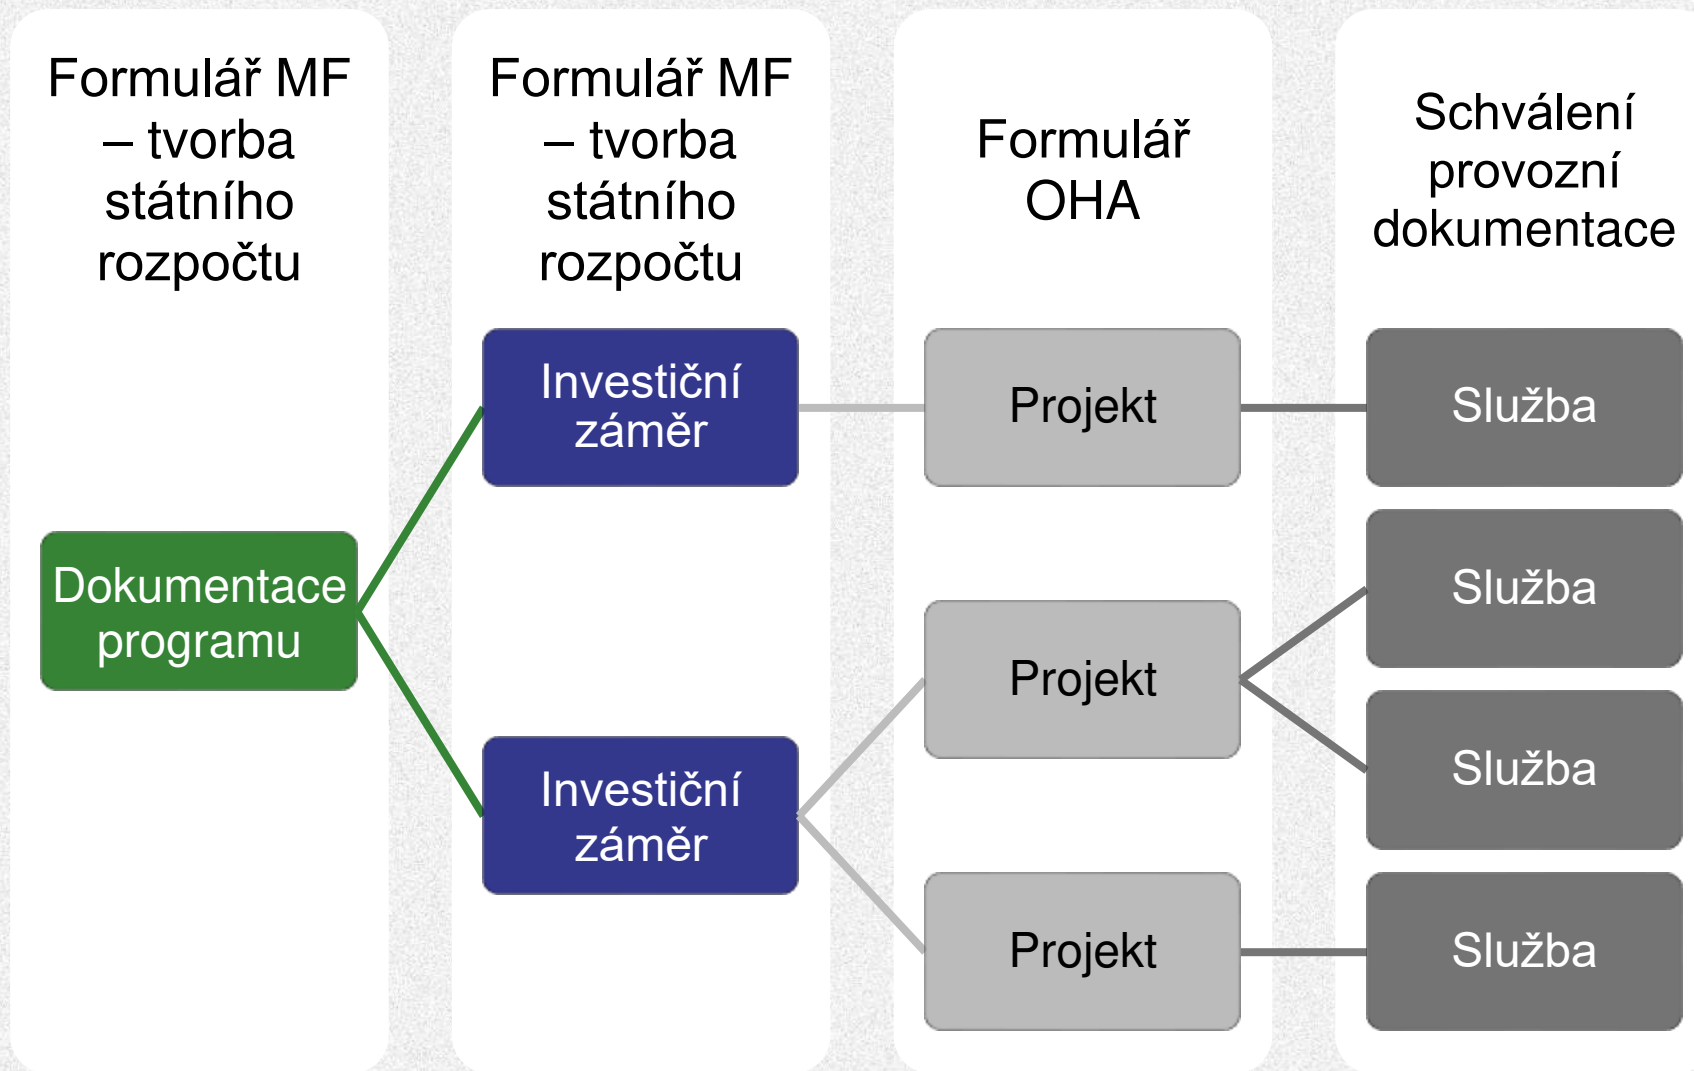 Formulář MF
– tvorba
státního
rozpočtu
Formulář MF
– tvorba
státního
rozpočtu
Formulář
OHA
Schválení
provozní
dokumentace
Dokumentace
programu
Investiční
záměr
Investiční
záměr
Projekt
Projekt
Projekt
Služba
Služba
Služba
Služba